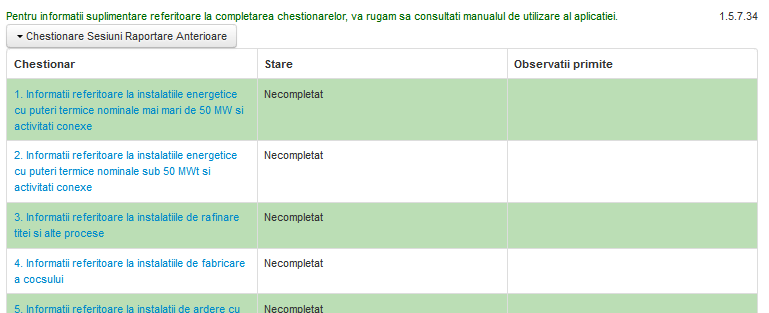 Pentru informatii suplimentare referitoare la completarea chestionarelor, va rugam sa consultati manualul de utilizare al aplicatiei. 1.5.7.34
Chestionare Sesiuni Raportare Anterioare
Chestionar Stare Observatii primite
1. Informatii referitoare la instalatiile energetice Necompletat
cu puteri termice nominale mai mari de 50 MW si
activitati conexe
2. Informatii referitoare la instalatiile energetice Necompletat
cu puteri termice nominale sub 50 MWt si
activitati conexe
3. Informatii referitoare la instalatiile de rafinare Necompletat
titei si alte procese
4. Informatii referitoare la instalatiile de fabricare Necompletat
a cocsului
5. Informatii referitoare la instalatii de ardere cu Necompletat